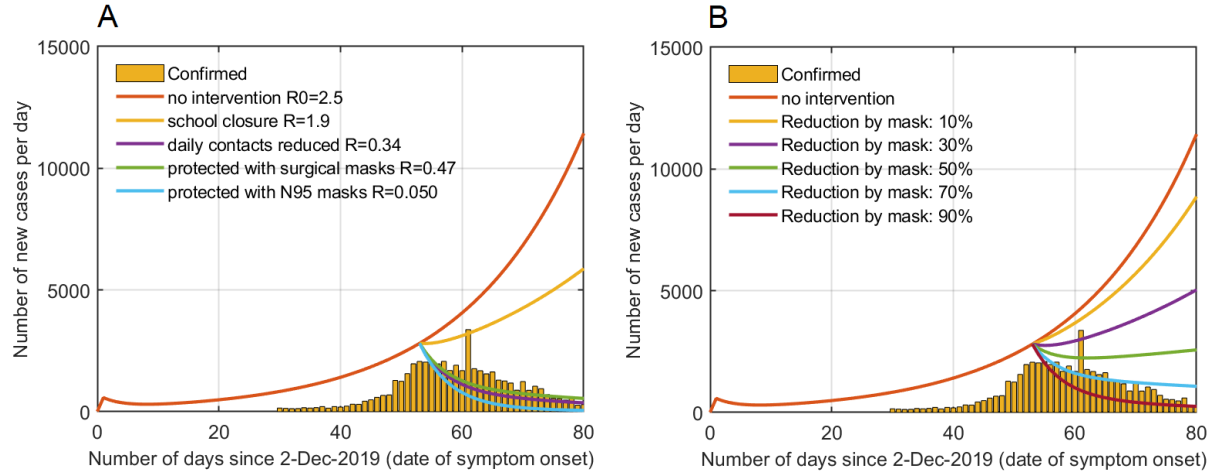 A
15000
10000
5000
0
Number of new cases per day
Confirmed
no intervention R0=2.5
school closure R=1.9
daily contacts reduced R=0.34
protected with surgical masks R=0.47
protected with N95 masks R=0.050
0 20 40 60 80
Number of days since 2-Dec-2019 (date of symptom onset)
B
15000
10000
5000
0
Number of new cases per day
Confirmed
no intervention
Reduction by mask: 10%
Reduction by mask: 30%
Reduction by mask: 50%
Reduction by mask: 70%
Reduction by mask: 90%
0 20 40 60 80
Number of days since 2-Dec-2019 (date of symptom onset)